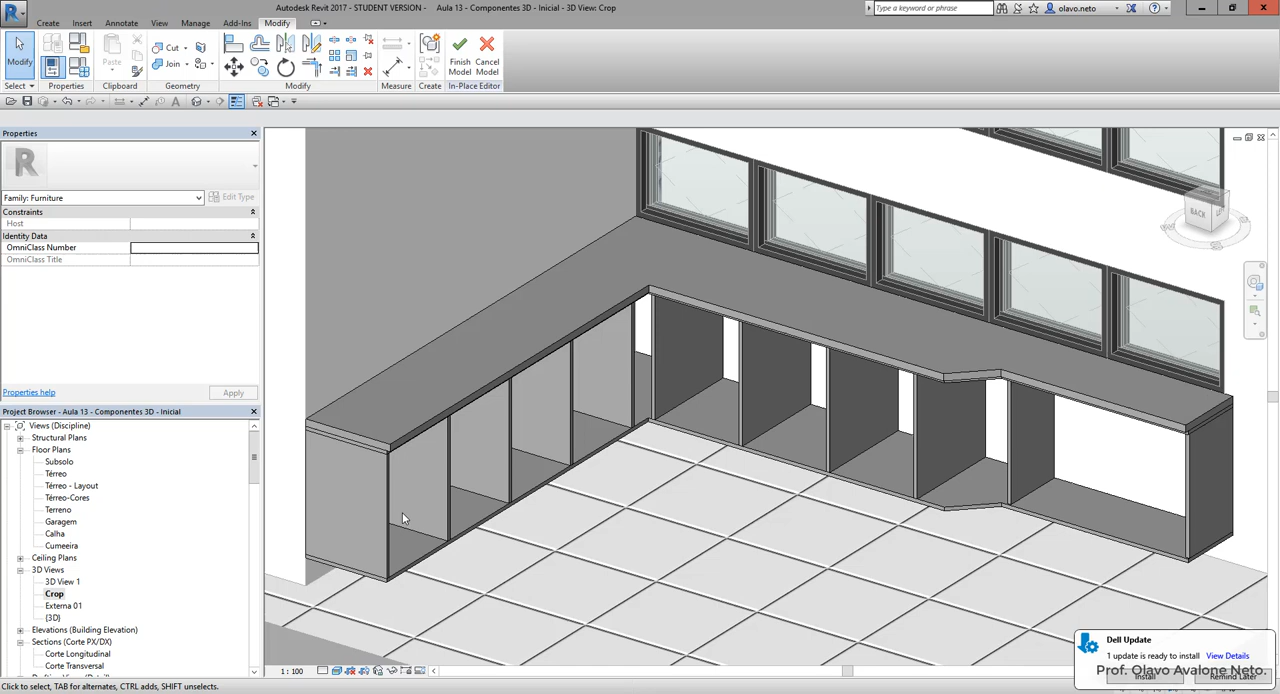 Autodesk Revit 2017 - STUDENT VERSION - Aula 13 - Componentes 3D - Inicial - 3D View: Crop
Type a keyword or phrase
olavo.neto
Create Insert Annotate View Manage Add-Ins Modify
Modify
Paste
Cut
Join
Finish Model
Cancel Model
Select Properties Clipboard Geometry Modify Measure Create In-Place Editor
Properties
Family: Furniture
Edit Type
Constraints
Host
Identity Data
OmniClass Number
OmniClass Title
Properties help
Apply
Project Browser - Aula 13 - Componentes 3D - Inicial
Views (Discipline)
Structural Plans
Floor Plans
Subsolo
Térreo
Térreo - Layout
Térreo-Cores
Terreno
Garagem
Calha
Cumeeira
Ceiling Plans
3D Views
3D View 1
Crop
Externa 01
{3D}
Elevations (Building Elevation)
Sections (Corte PX/DX)
Corte Longitudinal
Corte Transversal
BACK
1 : 100
Dell Update
1 update is ready to install View Details
Prof. Olavo Avalone Neto.
Install Remind Later
Click to select, TAB for alternates, CTRL adds, SHIFT unselects.